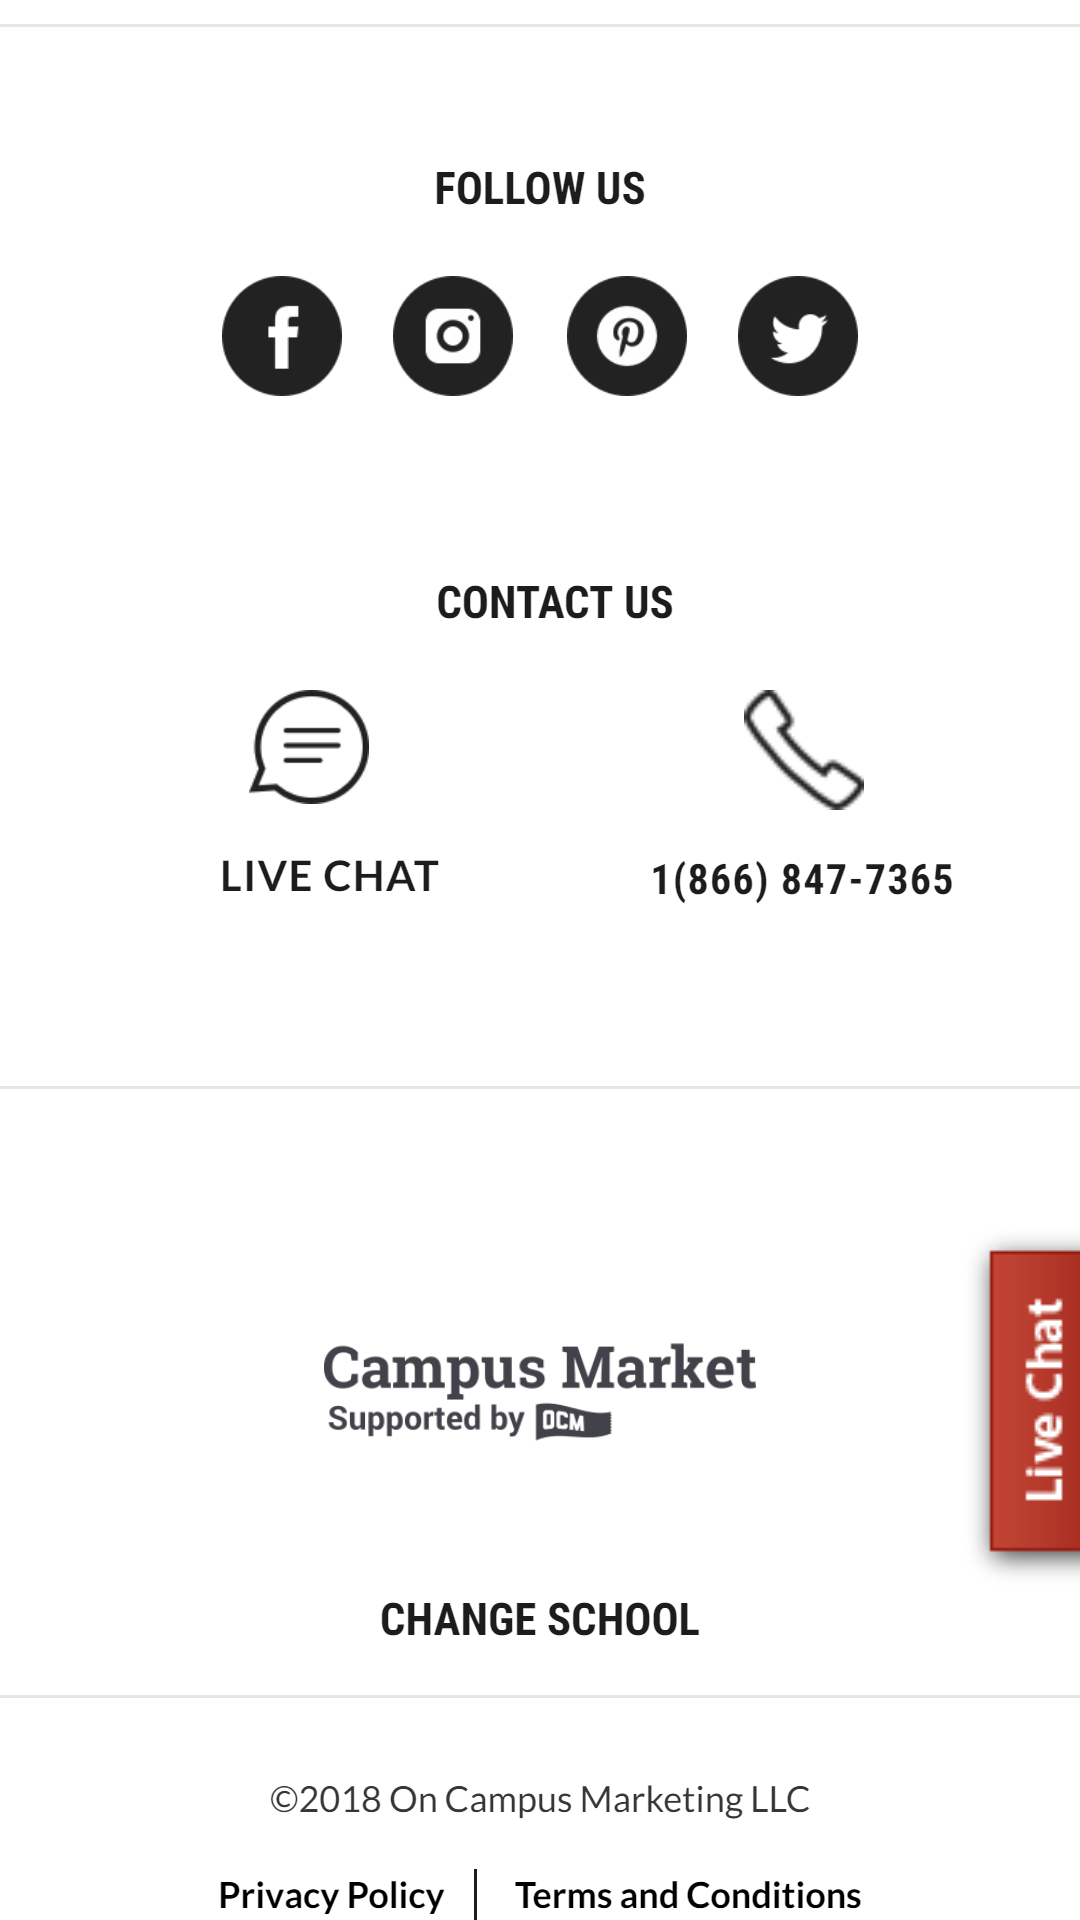 FOLLOW US
CONTACT US
LIVE CHAT
1(866) 847-7365
Campus Market
Supported by OCM
Live Chat
CHANGE SCHOOL
©2018 On Campus Marketing LLC
Privacy Policy | Terms and Conditions